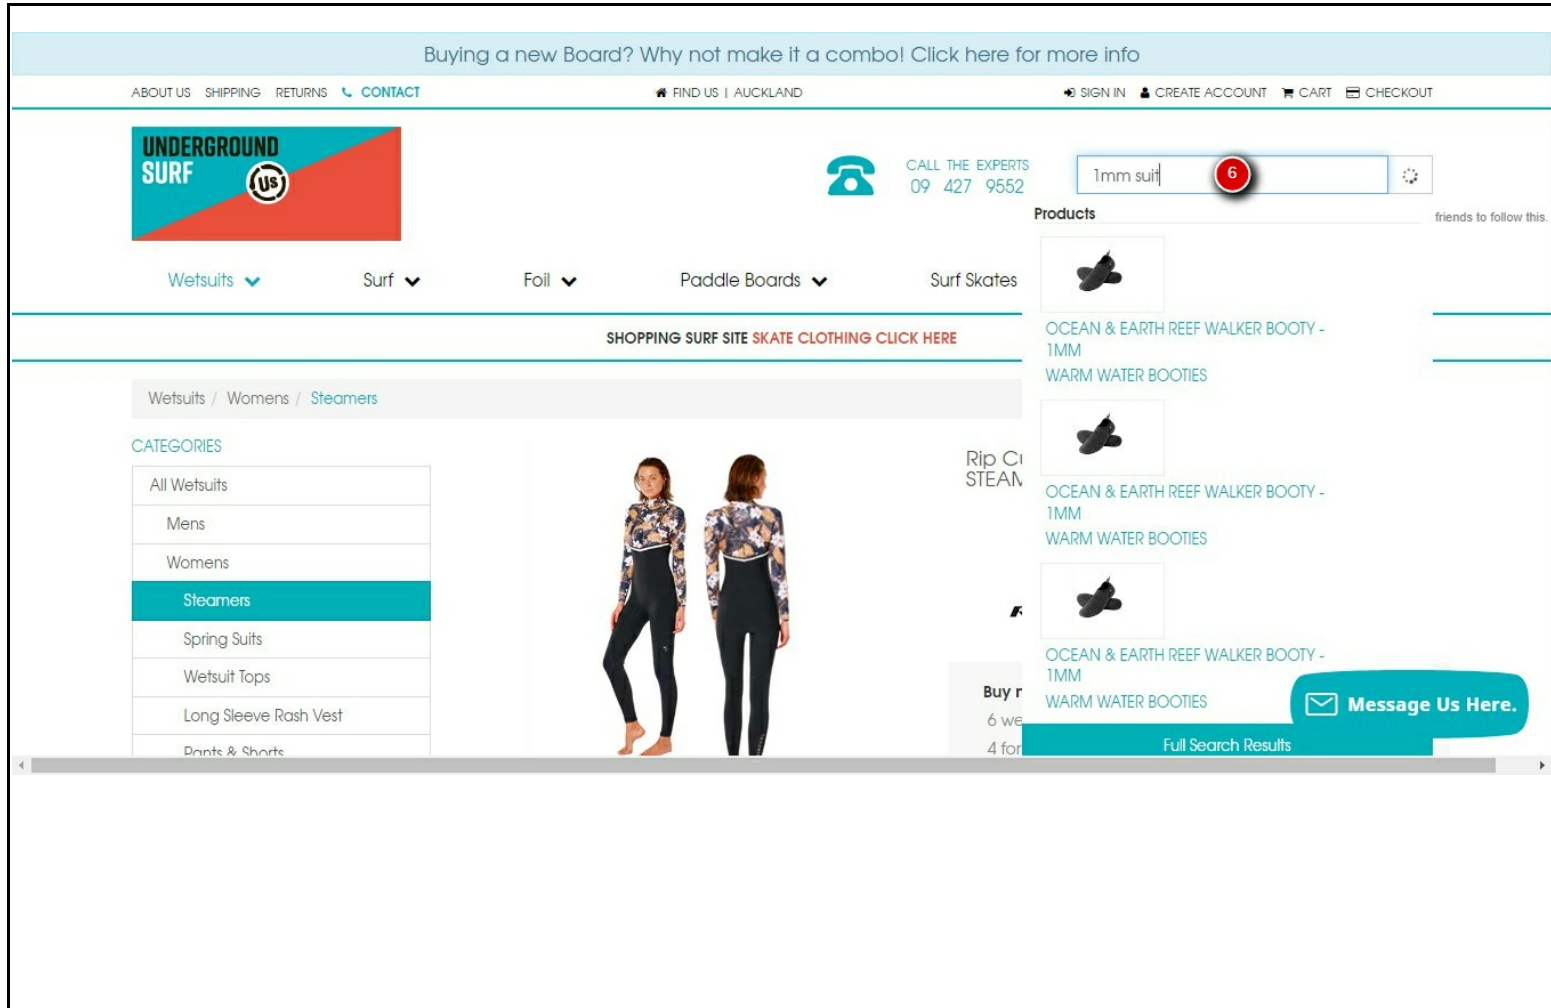 Buying a new Board? Why not make it a combo! Click here for more info
ABOUT US SHIPPING RETURNS CONTACT FIND US | AUCKLAND SIGN IN CREATE ACCOUNT CART CHECKOUT
UNDERGROUND
SURF
Us
CALL THE EXPERTS
09 427 9552
1mm suit
6
Products
friends to follow this.
Wetsuits Surf Foil Paddle Boards Surf Skates
OCEAN & EARTH REEF WALKER BOOTY -
1MM
WARM WATER BOOTIES
SHOPPING SURF SITE SKATE CLOTHING CLICK HERE
Wetsuits / Womens / Steamers
CATEGORIES
All Wetsuits
Mens
Womens
Steamers
Spring Suits
Wetsuit Tops
Long Sleeve Rash Vest
Pants & Shorts
Rip
OCEAN & EARTH REEF WALKER BOOTY -
1MM
WARM WATER BOOTIES
OCEAN & EARTH REEF WALKER BOOTY -
1MM
WARM WATER BOOTIES
Buy
6
4 for
Message Us Here.
Full Search Results